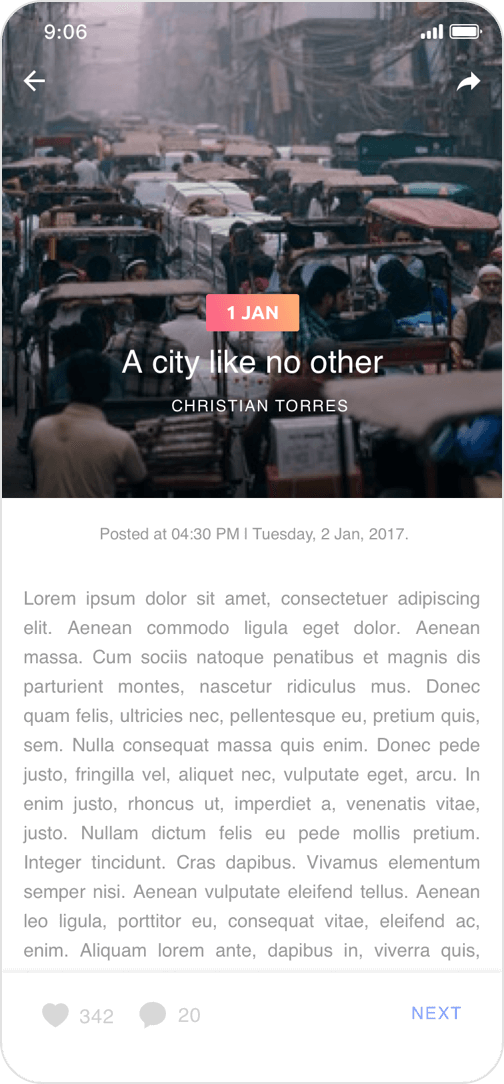 9:06
1 JAN
A city like no other
CHRISTIAN TORRES
Posted at 04:30 PM | Tuesday, 2 Jan, 2017.
Lorem ipsum dolor sit amet, consectetuer adipiscing
elit. Aenean commodo ligula eget dolor. Aenean
massa. Cum sociis natoque penatibus et magnis dis
parturient montes, nascetur ridiculus mus. Donec
quam felis, ultricies nec, pellentesque eu, pretium quis,
sem. Nulla consequat massa quis enim. Donec pede
justo, fringilla vel, aliquet nec, vulputate eget, arcu. In
enim justo, rhoncus ut, imperdiet a, venenatis vitae,
justo. Nullam dictum felis eu pede mollis pretium.
Integer tincidunt. Cras dapibus. Vivamus elementum
semper nisi. Aenean vulputate eleifend tellus. Aenean
leo ligula, porttitor eu, consequat vitae, eleifend ac,
enim. Aliquam lorem ante, dapibus in, viverra quis,
342 20 NEXT